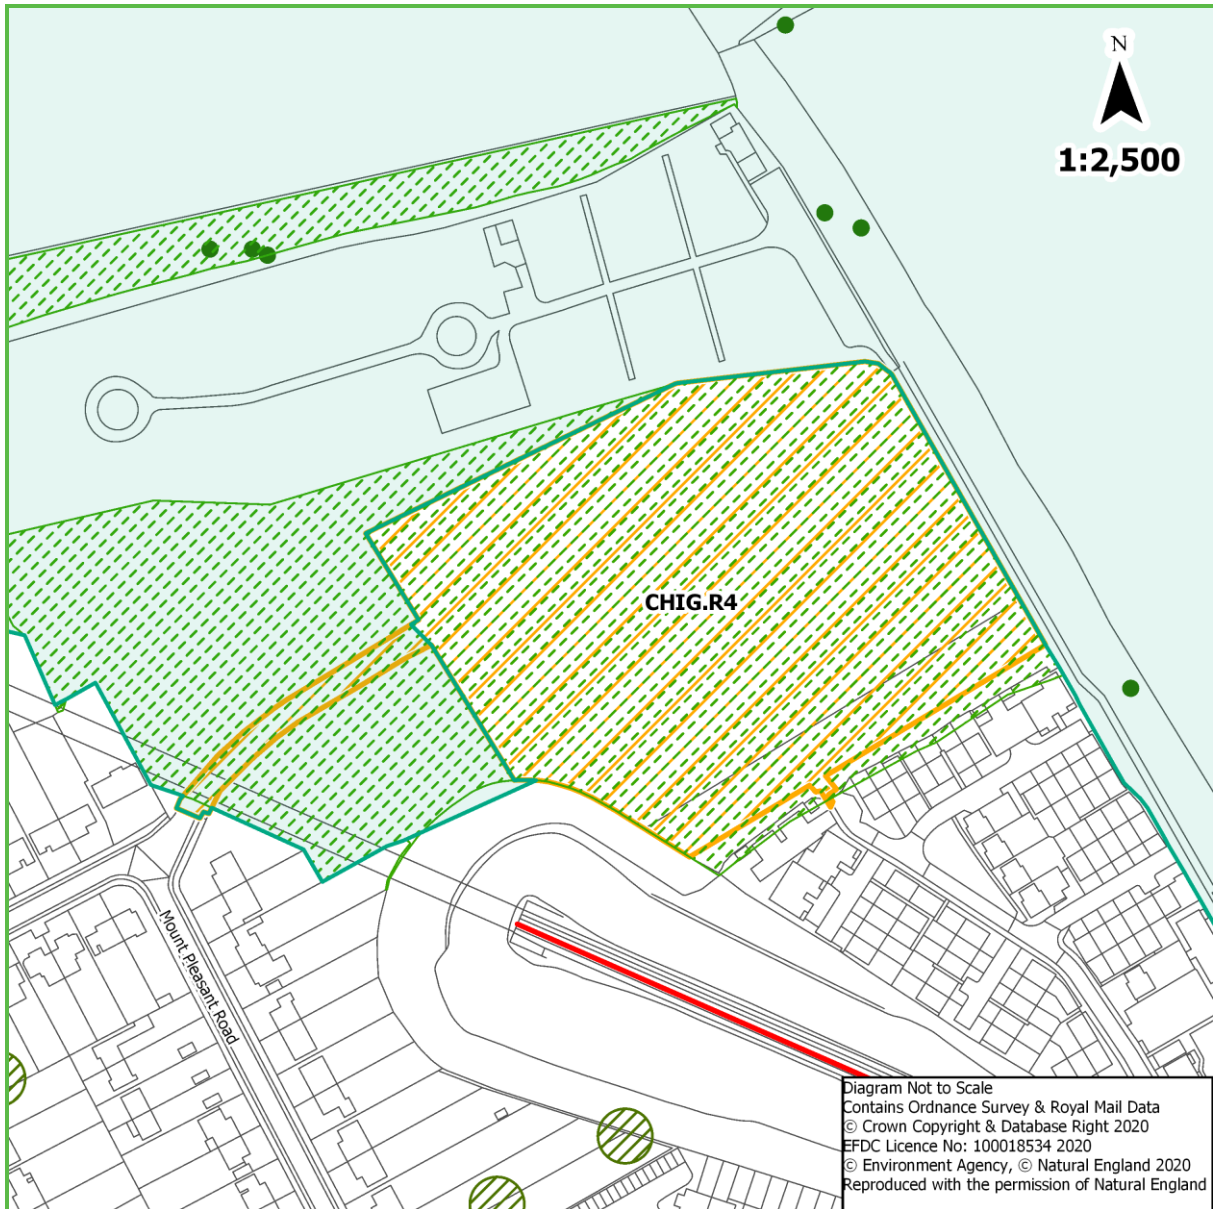 N
1:2,500
CHIG.R4
Mount Pleasant Road
Diagram Not to Scale
Contains Ordnance Survey & Royal Mail Data
© Crown Copyright & Database Right 2020
EFDC Licence No: 100018534 2020
© Environment Agency, © Natural England 2020
Reproduced with the permission of Natural England